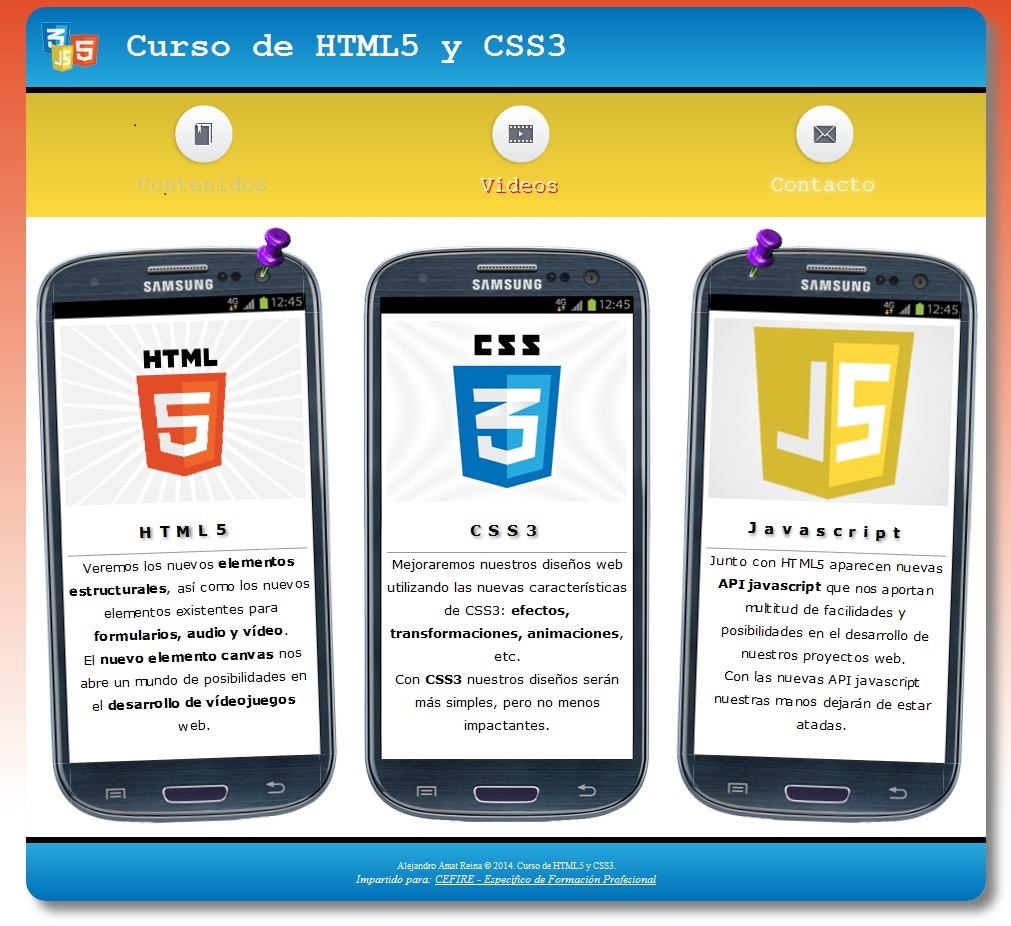 3 JS 5
Curso de HTML5 y CSS3
Contenidos
Vídeos
Contacto
SAMSUNG
4G 12:45
HTML
5
HTML5
Veremos los nuevos elementos
estructurales, así como los nuevos
elementos existentes para
formularios, audio y vídeo.
El nuevo elemento canvas nos
abre un mundo de posibilidades en
el desarrollo de vídeojuegos
web.
SAMSUNG
4G 12:45
CSS
3
CSS3
Mejoraremos nuestros diseños web
utilizando las nuevas características
de CSS3: efectos,
transformaciones, animaciones,
etc.
Con CSS3 nuestros diseños serán
más simples, pero no menos
impactantes.
SAMSUNG
4G 12:45
JS
Javascript
Junto con HTML5 aparecen nuevas
API javascript que nos aportan
multitud de facilidades y
posibilidades en el desarrollo de
nuestros proyectos web.
Con las nuevas API javascript
nuestras manos dejarán de estar
atadas.
Alejandro Amat Reina © 2014. Curso de HTML5 y CSS3.
Impartido para: CEFIRE - Específico de Formación Profesional